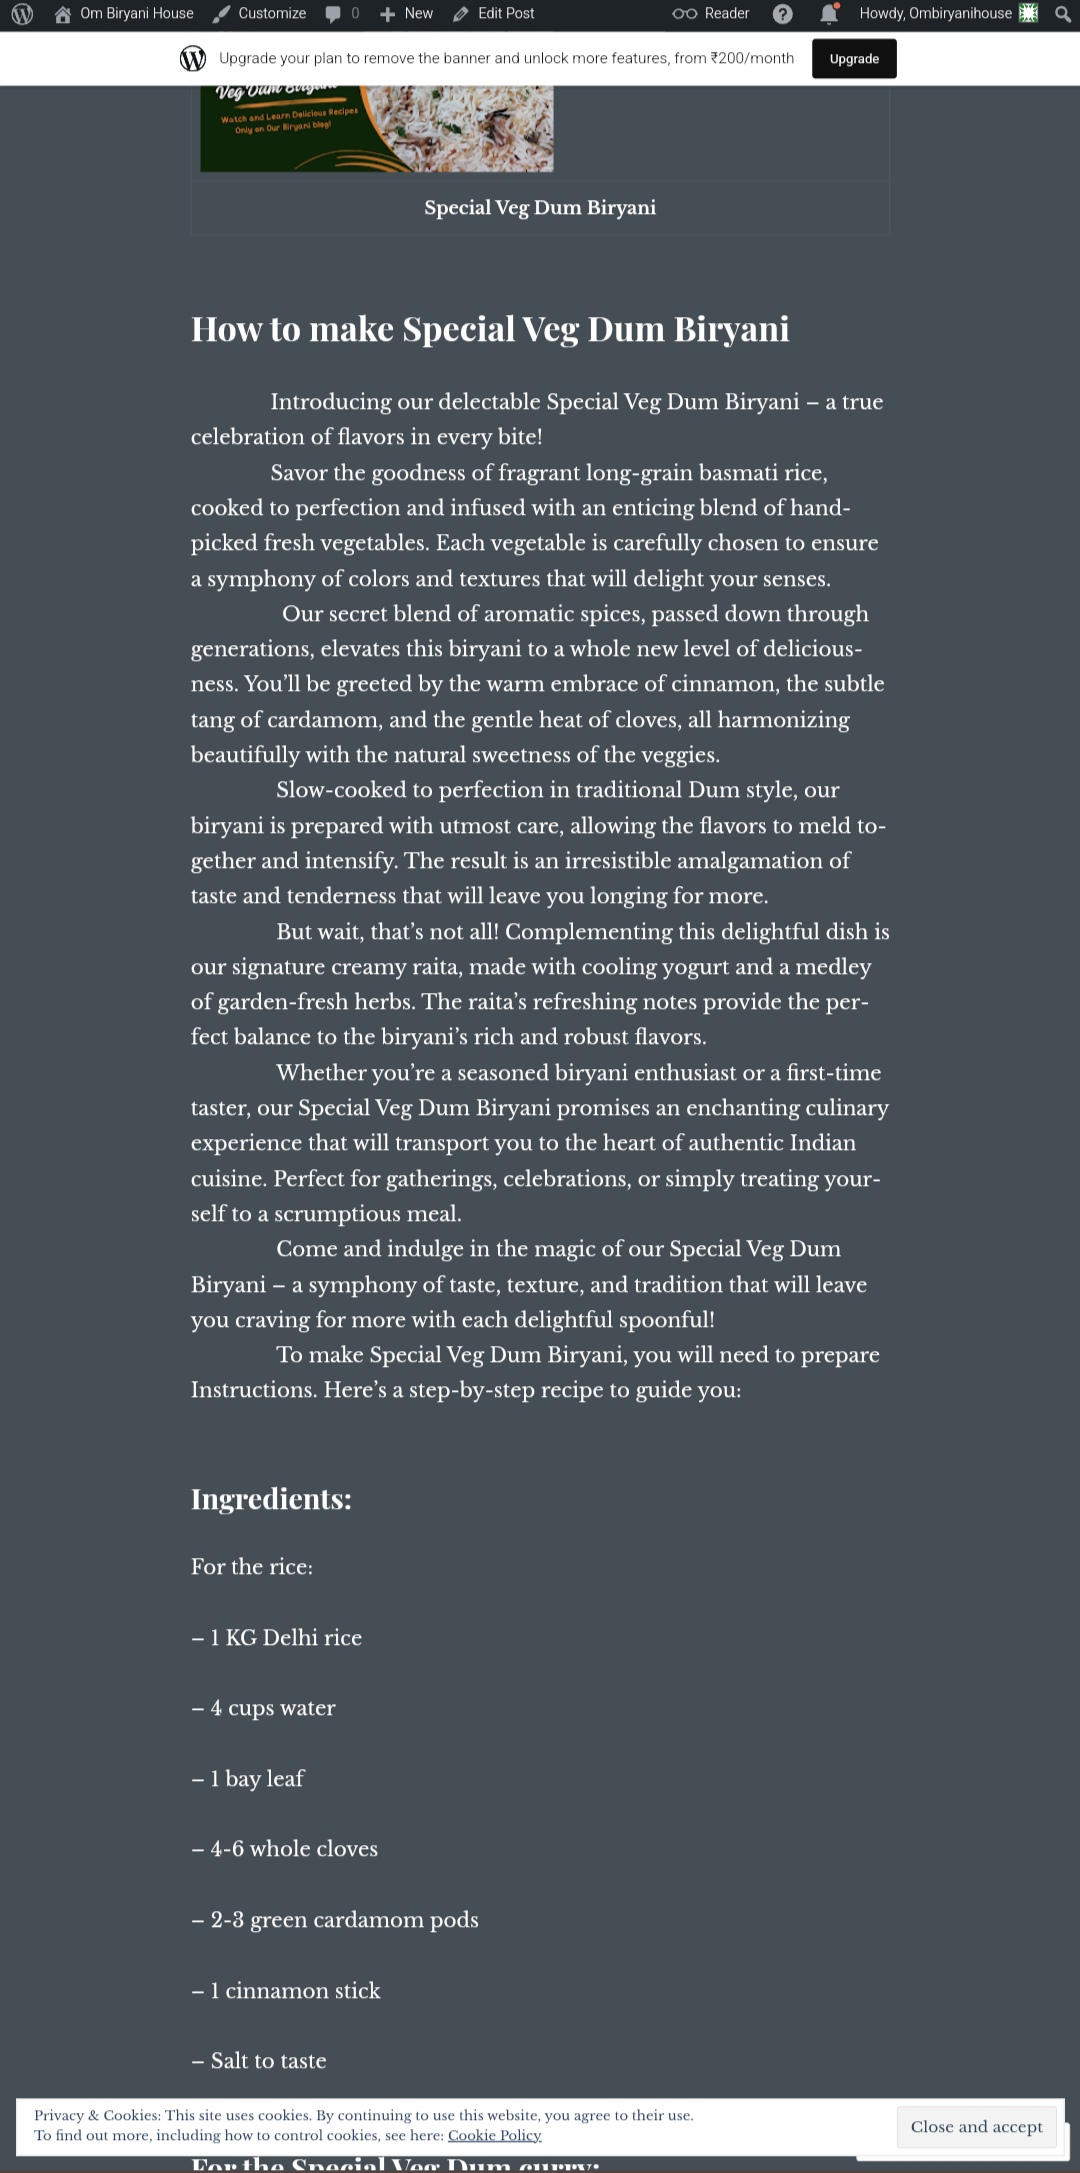 Om Biryani House Customize 0 New Edit Post Reader Howdy, Ombiryanihouse
Upgrade your plan to remove the banner and unlock more features, from ₹200/month Upgrade
Veg Dum Biryani
Watch and Learn Delicious Recipes
Only on Our Biryani blog!
Special Veg Dum Biryani
How to make Special Veg Dum Biryani
Introducing our delectable Special Veg Dum Biryani – a true
celebration of flavors in every bite!
Savor the goodness of fragrant long-grain basmati rice,
cooked to perfection and infused with an enticing blend of hand-
picked fresh vegetables. Each vegetable is carefully chosen to ensure
a symphony of colors and textures that will delight your senses.
Our secret blend of aromatic spices, passed down through
generations, elevates this biryani to a whole new level of delicious-
ness. You’ll be greeted by the warm embrace of cinnamon, the subtle
tang of cardamom, and the gentle heat of cloves, all harmonizing
beautifully with the natural sweetness of the veggies.
Slow-cooked to perfection in traditional Dum style, our
biryani is prepared with utmost care, allowing the flavors to meld to-
gether and intensify. The result is an irresistible amalgamation of
taste and tenderness that will leave you longing for more.
But wait, that’s not all! Complementing this delightful dish is
our signature creamy raita, made with cooling yogurt and a medley
of garden-fresh herbs. The raita’s refreshing notes provide the per-
fect balance to the biryani’s rich and robust flavors.
Whether you’re a seasoned biryani enthusiast or a first-time
taster, our Special Veg Dum Biryani promises an enchanting culinary
experience that will transport you to the heart of authentic Indian
cuisine. Perfect for gatherings, celebrations, or simply treating your-
self to a scrumptious meal.
Come and indulge in the magic of our Special Veg Dum
Biryani – a symphony of taste, texture, and tradition that will leave
you craving for more with each delightful spoonful!
To make Special Veg Dum Biryani, you will need to prepare
Instructions. Here’s a step-by-step recipe to guide you:
Ingredients:
For the rice:
– 1 KG Delhi rice
– 4 cups water
– 1 bay leaf
– 4-6 whole cloves
– 2-3 green cardamom pods
– 1 cinnamon stick
– Salt to taste
Privacy & Cookies: This site uses cookies. By continuing to use this website, you agree to their use.
To find out more, including how to control cookies, see here: Cookie Policy
Close and accept
For the Special Veg Dum curry: